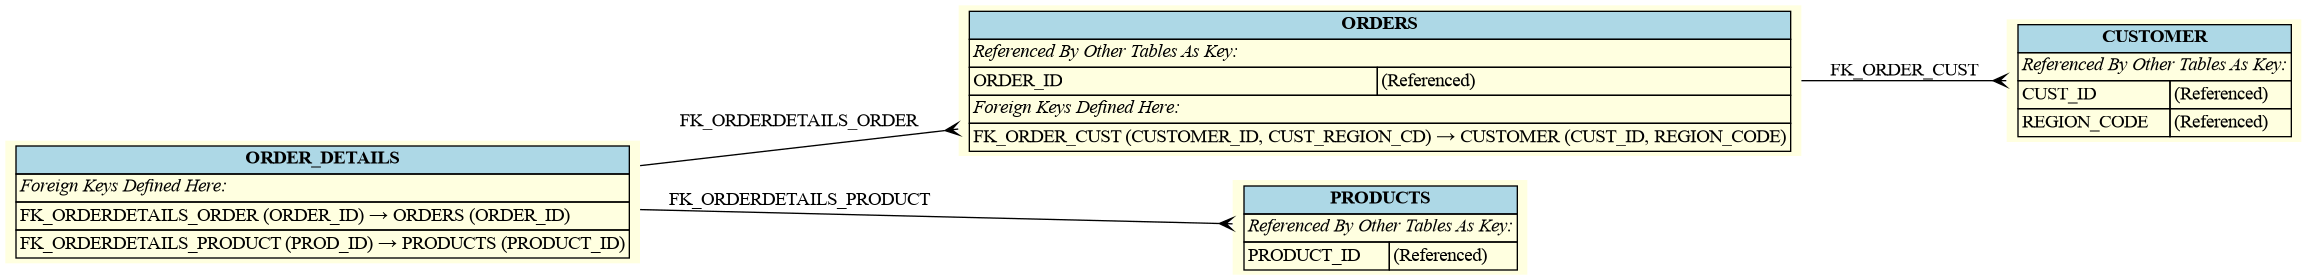 ORDERS
Referenced By Other Tables As Key:
ORDER_ID (Referenced)
Foreign Keys Defined Here:
FK_ORDER_CUST (CUSTOMER_ID, CUST_REGION_CD) → CUSTOMER (CUST_ID, REGION_CODE)
FK_ORDER_CUST
CUSTOMER
Referenced By Other Tables As Key:
CUST_ID (Referenced)
REGION_CODE (Referenced)
FK_ORDERDETAILS_ORDER
ORDER_DETAILS
Foreign Keys Defined Here:
FK_ORDERDETAILS_ORDER (ORDER_ID) → ORDERS (ORDER_ID)
FK_ORDERDETAILS_PRODUCT (PROD_ID) → PRODUCTS (PRODUCT_ID)
FK_ORDERDETAILS_PRODUCT
PRODUCTS
Referenced By Other Tables As Key:
PRODUCT_ID (Referenced)